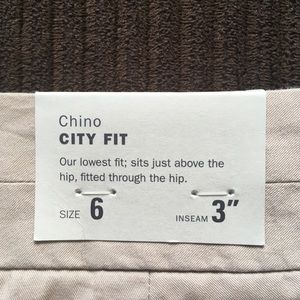 Chino
CITY FIT
Our lowest fit; sits just above the
hip, fitted through the hip.
SIZE 6 INSEAM 3"